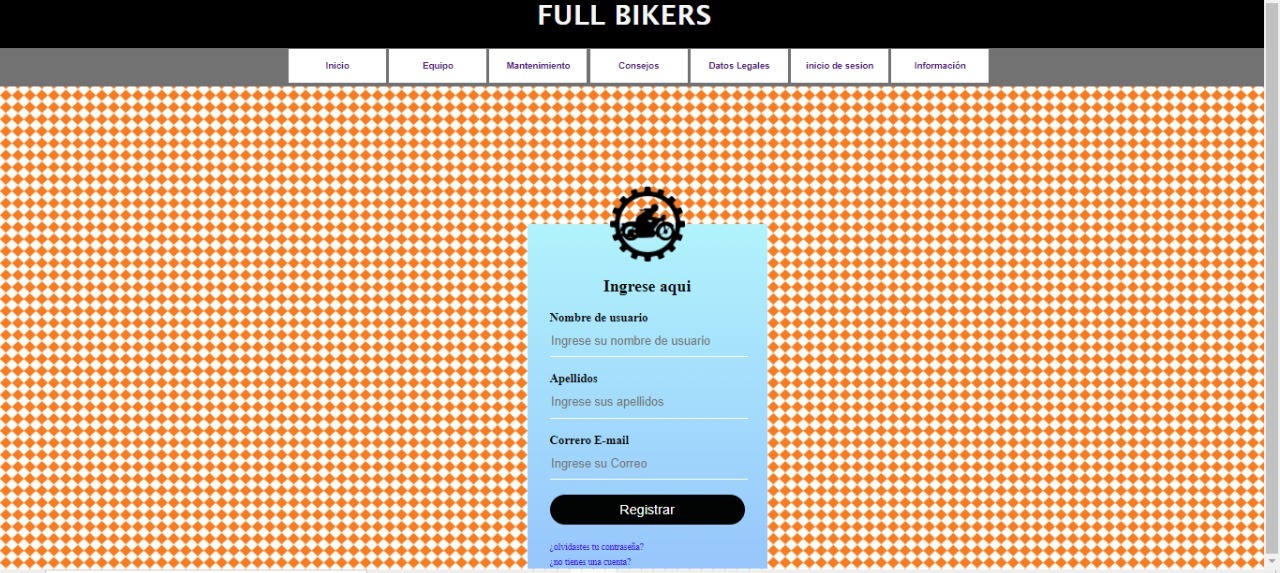 FULL BIKERS
Inicio Equipo Mantenimiento Consejos Datos Legales inicio de sesion Información
Ingrese aqui
Nombre de usuario
Ingrese su nombre de usuario
Apellidos
Ingrese sus apellidos
Correro E-mail
Ingrese su Correo
Registrar
¿olvidastes tu contraseña?
¿no tienes una cuenta?